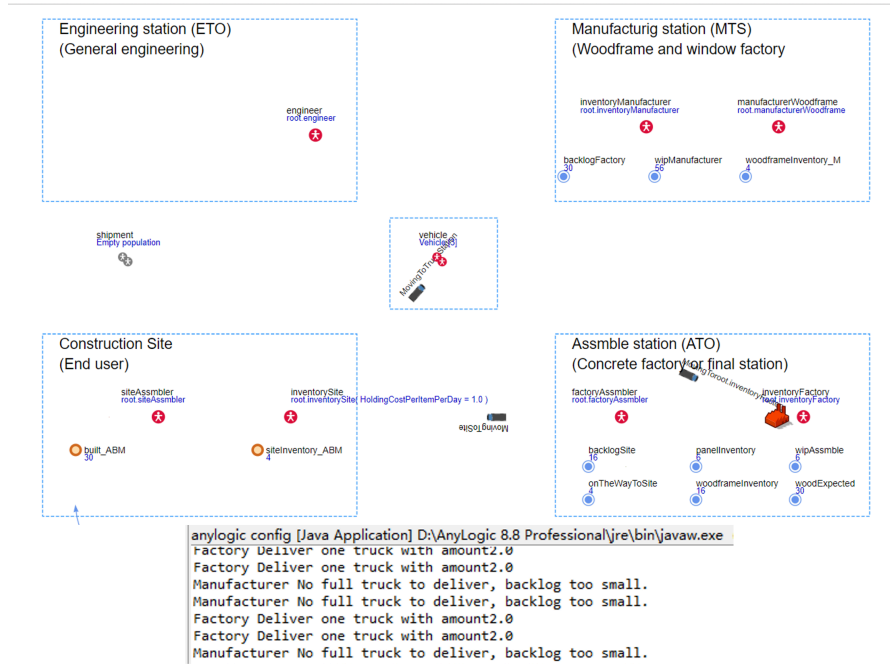 Engineering station (ETO)
(General engineering)
engineer
root.engineer
Manufacturig station (MTS)
(Woodframe and window factory
inventoryManufacturer
root.inventoryManufacturer
manufacturerWoodframe
root.manufacturerWoodframe
backlogFactory
30
wipManufacturer
56
woodframeInventory_M
4
shipment
Empty population
vehicle
MovingToTruckStation
Construction Site
(End user)
siteAssmbler
root.siteAssmbler
inventorySite
root.inventorySite( HoldingCostPerItemPerDay = 1.0 )
MovingToSite
built_ABM
30
siteInventory_ABM
4
Assmble station (ATO)
(Concrete factory or final station)
factoryAssmbler
root.factoryAssmbler
inventoryFactory
root.inventoryFactory
backlogSite
16
panelInventory
6
wipAssmble
6
onTheWayToSite
4
woodframeInventory
16
woodExpected
30
anylogic config [Java Application] D:\AnyLogic 8.8 Professional\jre\bin\javaw.exe
Factory Deliver one truck with amount2.0
Factory Deliver one truck with amount2.0
Manufacturer No full truck to deliver, backlog too small.
Manufacturer No full truck to deliver, backlog too small.
Factory Deliver one truck with amount2.0
Factory Deliver one truck with amount2.0
Manufacturer No full truck to deliver, backlog too small.